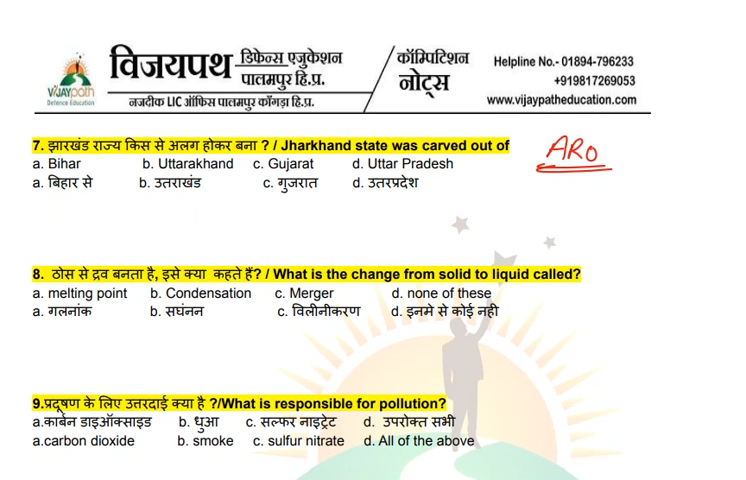 विजयपथ डिफेन्स एजुकेशन पालमपुर हि.प्र.
नजदीक LIC ऑफिस पालमपुर काँगड़ा हि.प्र.
VIJAYpath
Defence Education
कॉम्पिटिशन
नोट्स
Helpline No.- 01894-796233
+919817269053
www.vijaypatheducation.com
7. झारखंड राज्य किस से अलग होकर बना ? / Jharkhand state was carved out of
ARO
a. Bihar b. Uttarakhand c. Gujarat d. Uttar Pradesh
a. बिहार से b. उतराखंड c. गुजरात d. उतरप्रदेश
8. ठोस से द्रव बनता है, इसे क्या कहते हैं? / What is the change from solid to liquid called?
a. melting point b. Condensation c. Merger d. none of these
a. गलनांक b. सघंनन c. विलीनीकरण d. इनमे से कोई नही
9.प्रदूषण के लिए उत्तरदाई क्या है ?/What is responsible for pollution?
a.कार्बन डाइऑक्साइड b. धुआ c. सल्फर नाइट्रेट d. उपरोक्त सभी
a.carbon dioxide b. smoke c. sulfur nitrate d. All of the above